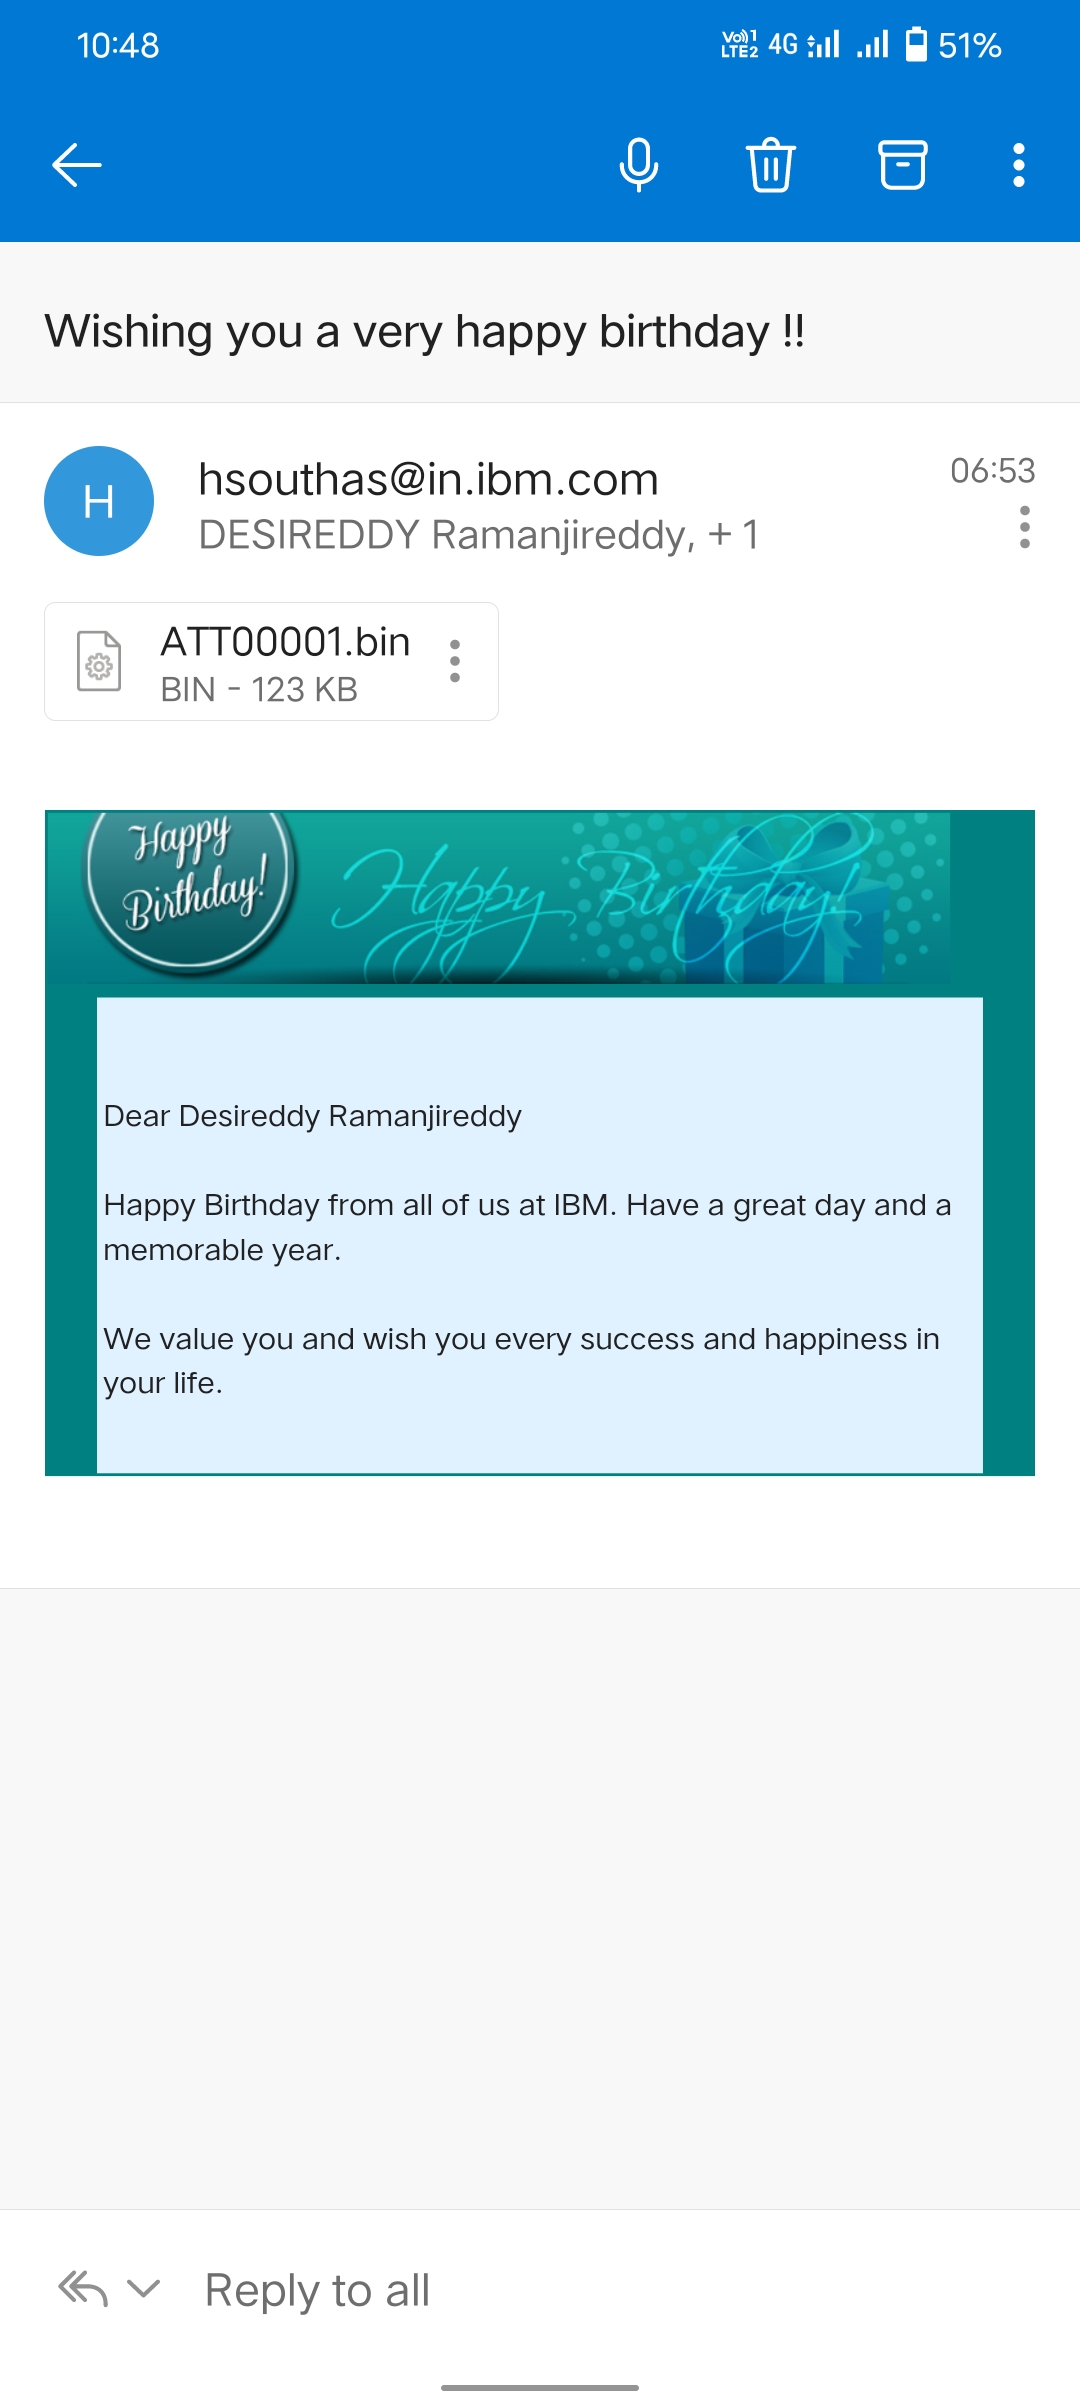 10:48
Vo)) 1 LTE2 4G 51%
Wishing you a very happy birthday !!
H
hsouthas@in.ibm.com
06:53
DESIREDDY Ramanjireddy, + 1
ATT00001.bin
BIN - 123 KB
Happy
Birthday!
Happy Birthday!
Dear Desireddy Ramanjireddy
Happy Birthday from all of us at IBM. Have a great day and a
memorable year.
We value you and wish you every success and happiness in
your life.
Reply to all